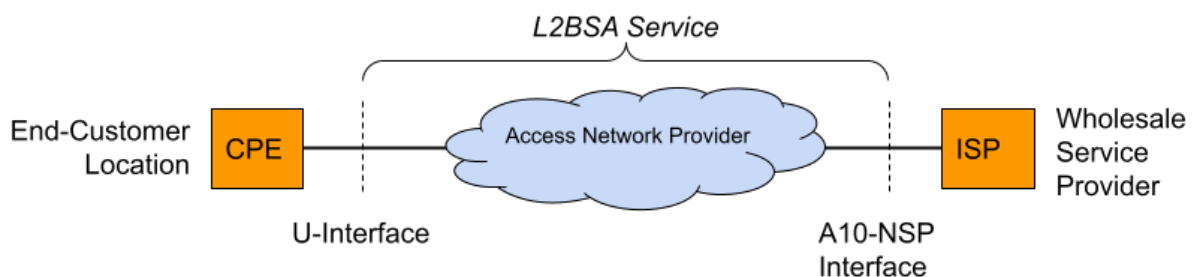 L2BSA Service
End-Customer
Location
CPE
Access Network Provider
ISP
Wholesale
Service
Provider
U-Interface
A10-NSP
Interface